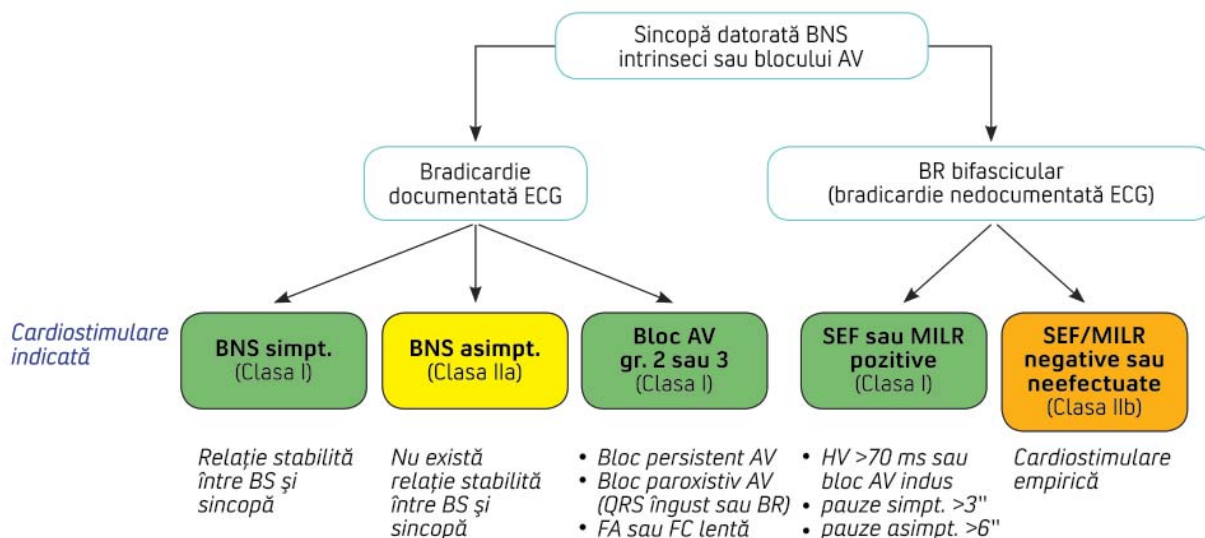 Sincopă datorată BNS
intrinseci sau blocului AV
Bradicardie
documentată ECG
BR bifascicular
(bradicardie nedocumentată ECG)
Cardiostimulare
indicată
BNS simpt.
(Clasa I)
BNS asimpt.
(Clasa IIa)
Bloc AV
gr. 2 sau 3
(Clasa I)
SEF sau MILR
pozitive
(Clasa I)
SEF/MILR
negative sau
neefectuate
(Clasa IIb)
Relație stabilită
între BS și
sincopă
Nu există
relație stabilită
între BS și
sincopă
• Bloc persistent AV
• Bloc paroxistiv AV
(QRS îngust sau BR)
• FA sau FC lentă
• HV >70 ms sau
bloc AV indus
• pauze simpt. >3"
• pauze asimpt. >6"
Cardiostimulare
empirică